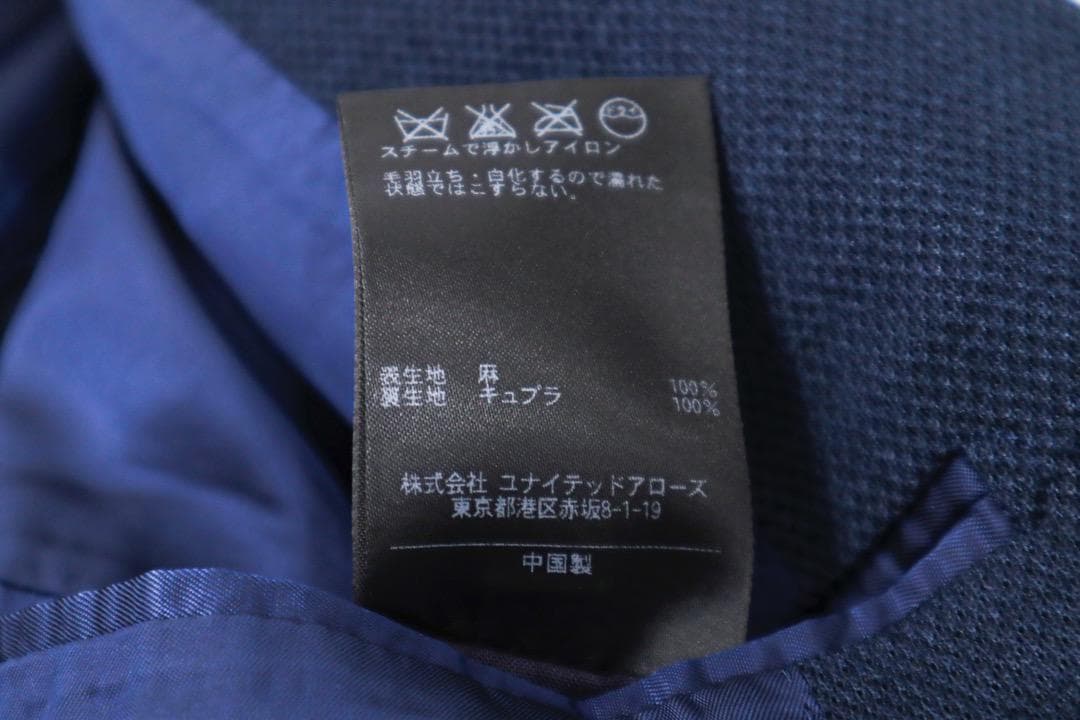 ドライ
スチームで浮かしアイロン
毛羽立ち・白化するので濡れた
状態ではこすらない。
表生地 麻 100%
裏生地 キュプラ 100%
株式会社 ユナイテッドアローズ
東京都港区赤坂8-1-19
中国製